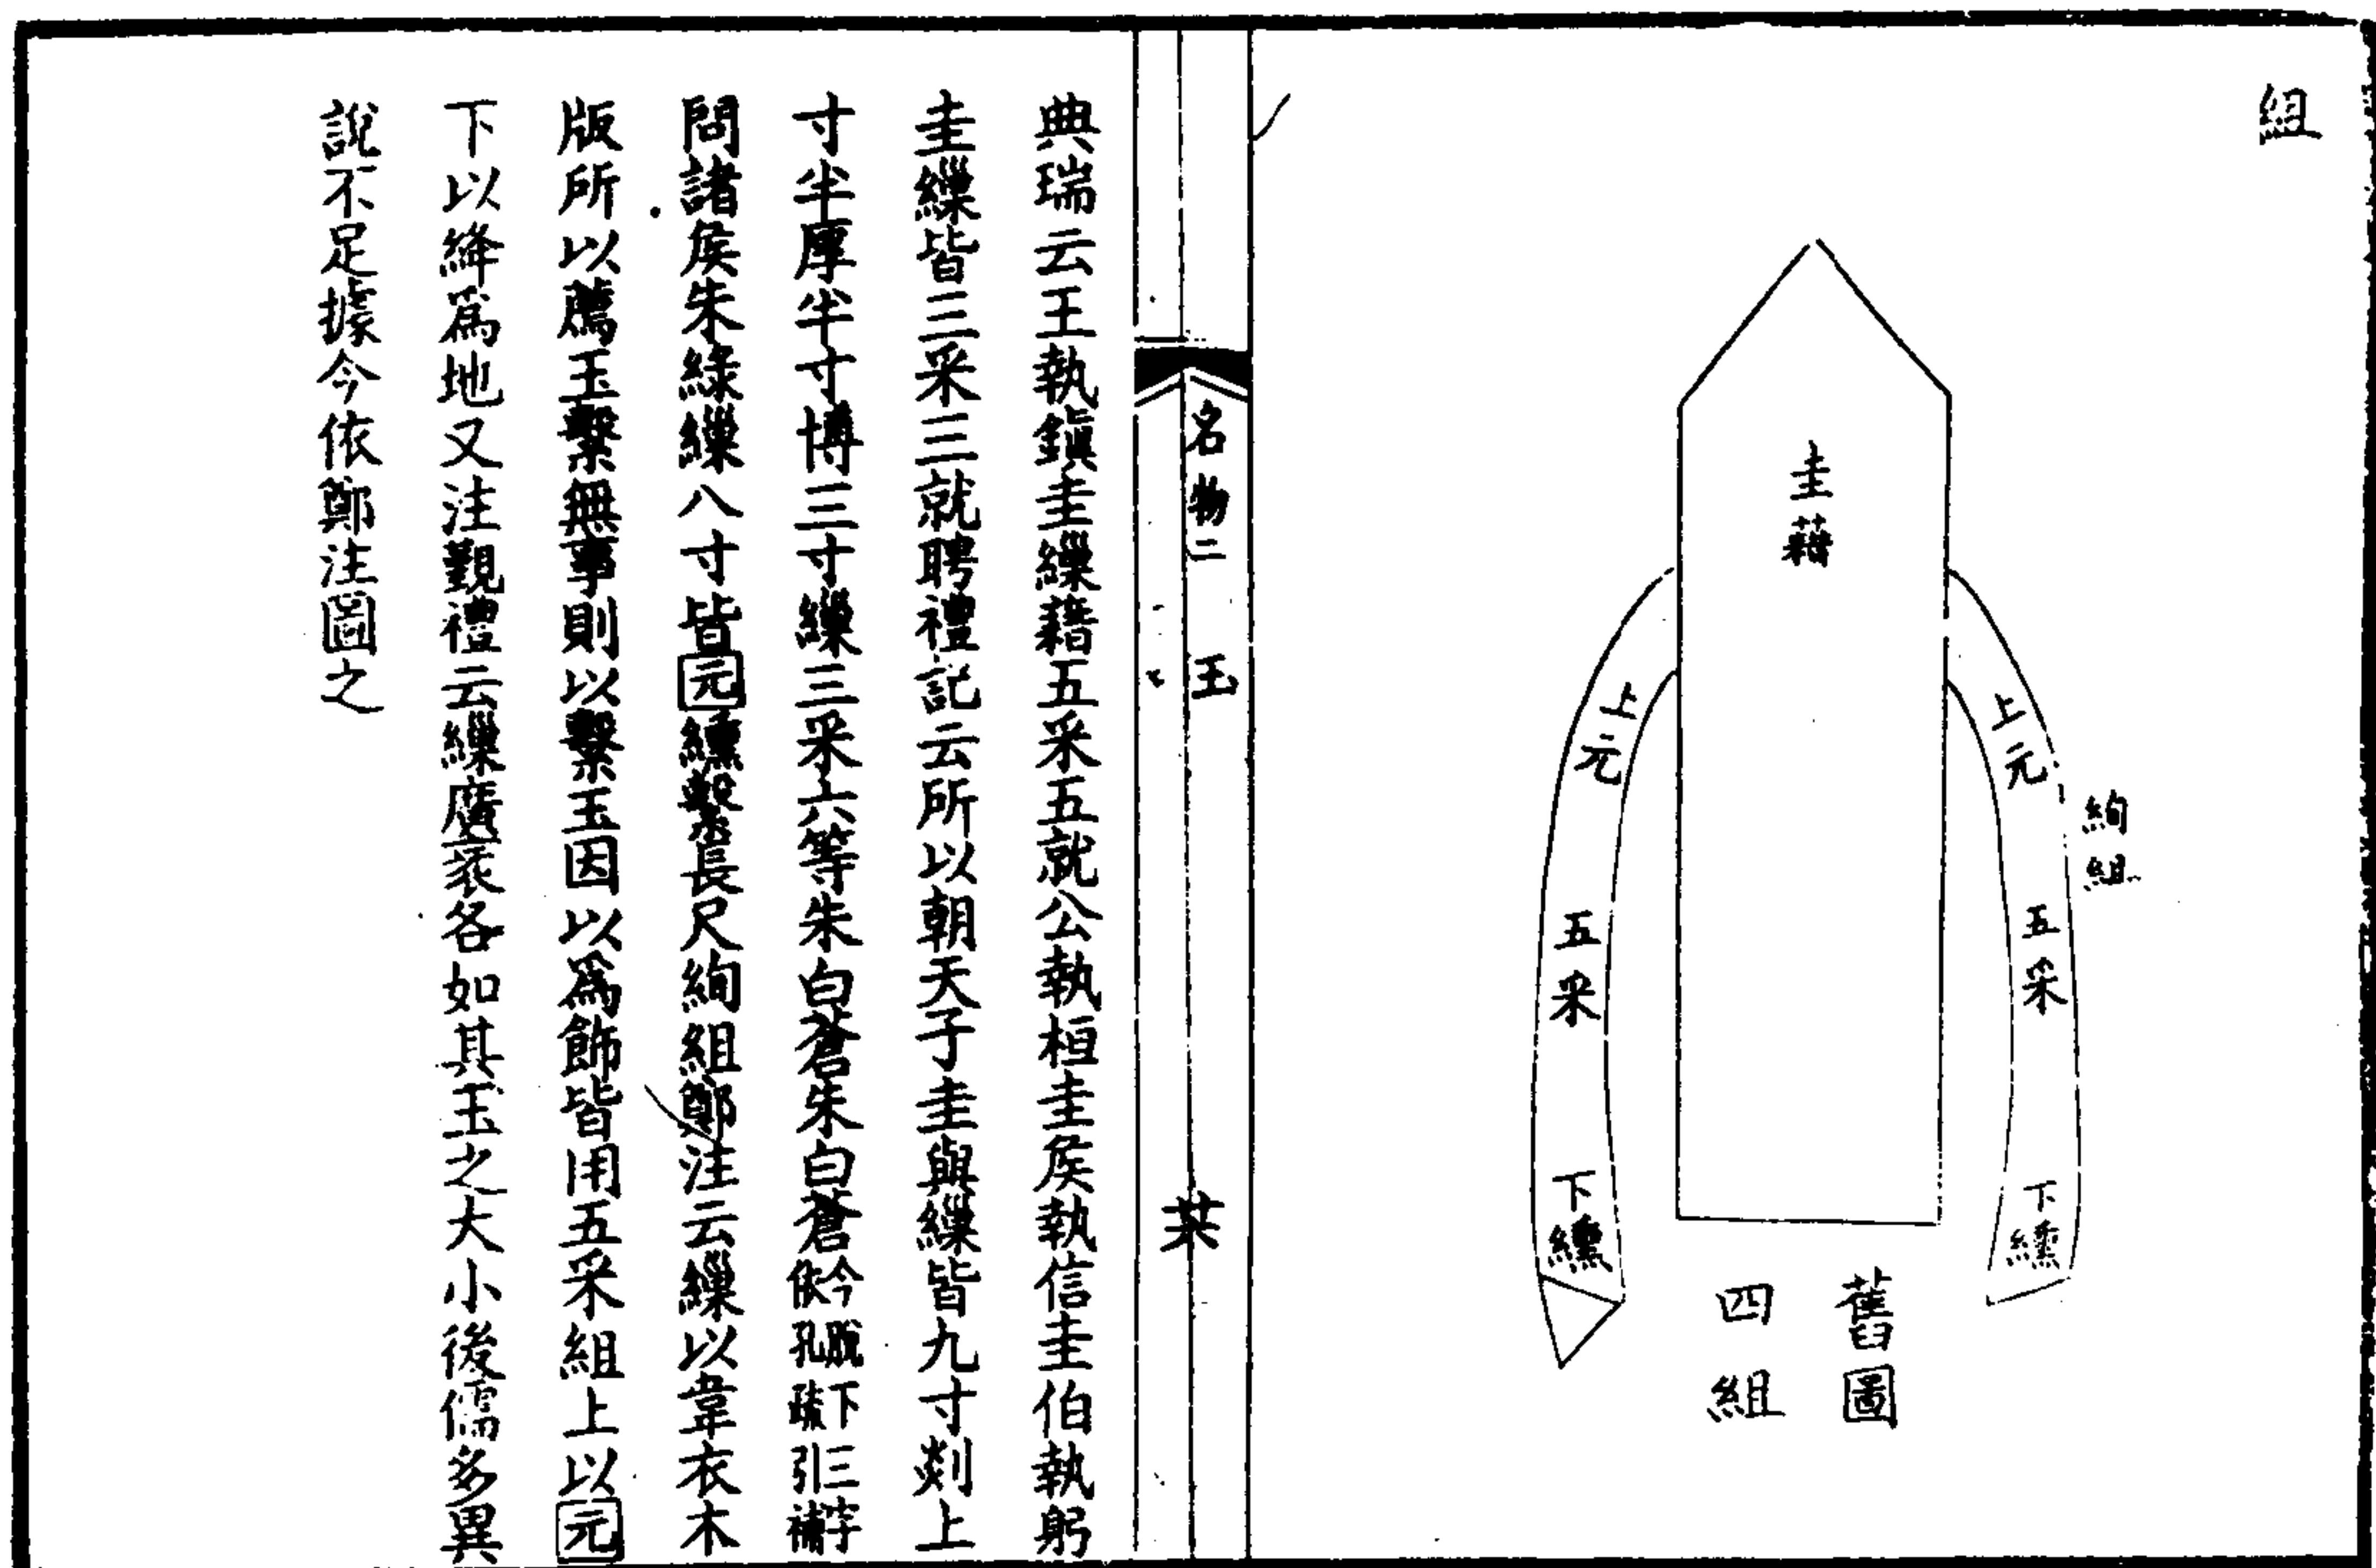 組
圭藉
絢組
上元 五采 下纁
上元 五采 下纁
舊圖
四組
名物二 玉
典瑞云王執鎭圭繅藉五采五就公執桓圭矦執信圭伯執躬
圭繅皆三采三就聘禮記云所以朝天子圭與繅皆九寸剡上
寸半厚半寸博三寸繅三采六等朱白蒼朱白蒼
問諸矦朱綠繅八寸皆元纁繫長尺絢組鄭注云繅以韋衣木
版所以薦玉繫無事則以繫玉因以爲飾皆用五采組上以元
下以絳爲地又注覲禮云繅廣袤各如其玉之大小後儒多異
說不足據今依鄭注圖之